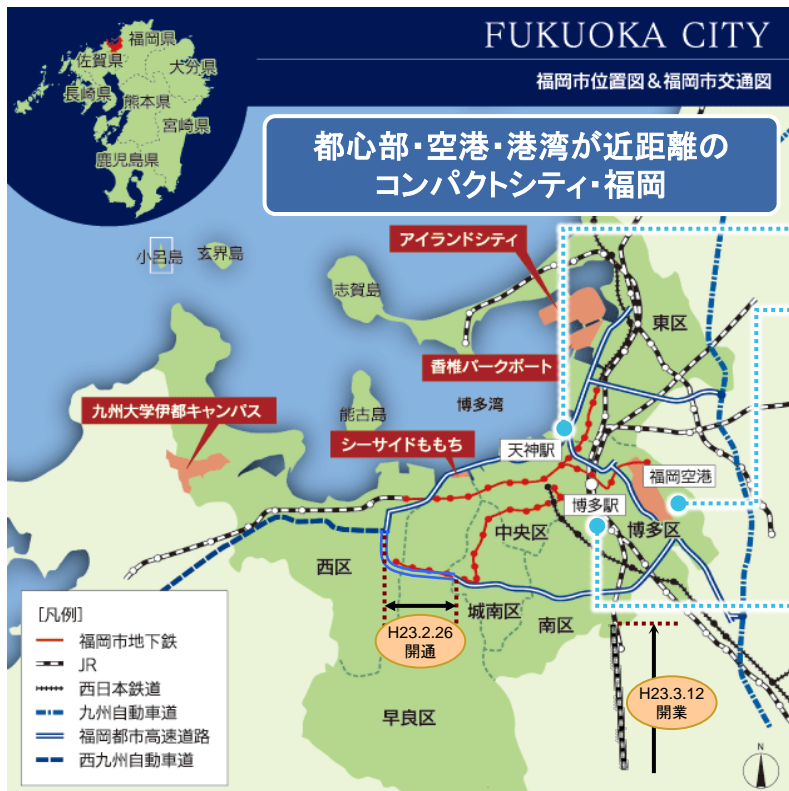 FUKUOKA CITY
福岡市位置図＆福岡市交通図
福岡県
佐賀県
大分県
長崎県
熊本県
宮崎県
鹿児島県
都心部・空港・港湾が近距離の
コンパクトシティ・福岡
小呂島
玄界島
志賀島
アイランドシティ
東区
香椎パークポート
能古島
博多湾
九州大学伊都キャンパス
シーサイドももち
天神駅
福岡空港
博多駅
中央区
博多区
西区
城南区
南区
早良区
H23.2.26
開通
H23.3.12
開業
［凡例］
福岡市地下鉄
JR
西日本鉄道
九州自動車道
福岡都市高速道路
西九州自動車道
N